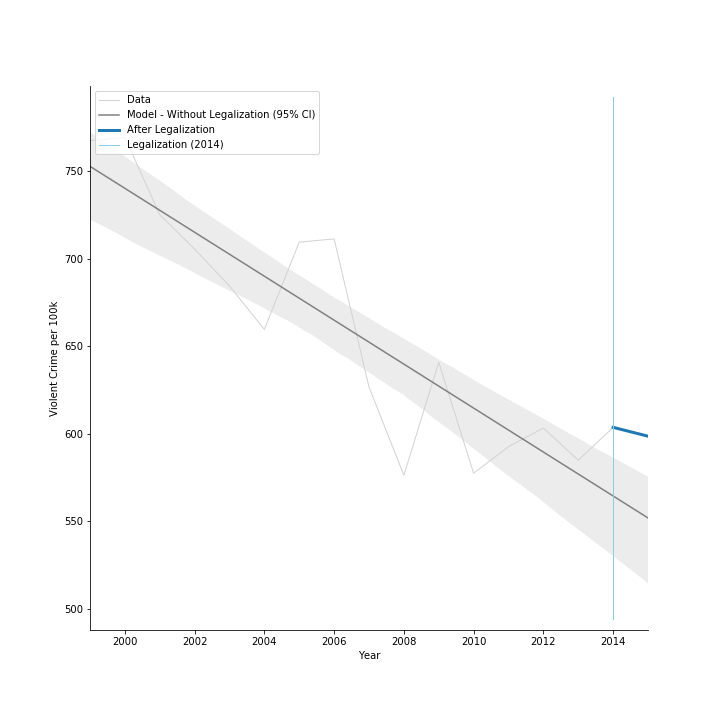 Data
Model - Without Legalization (95% CI)
After Legalization
Legalization (2014)
750
700
650
600
550
500
Violent Crime per 100k
2000 2002 2004 2006 2008 2010 2012 2014
Year